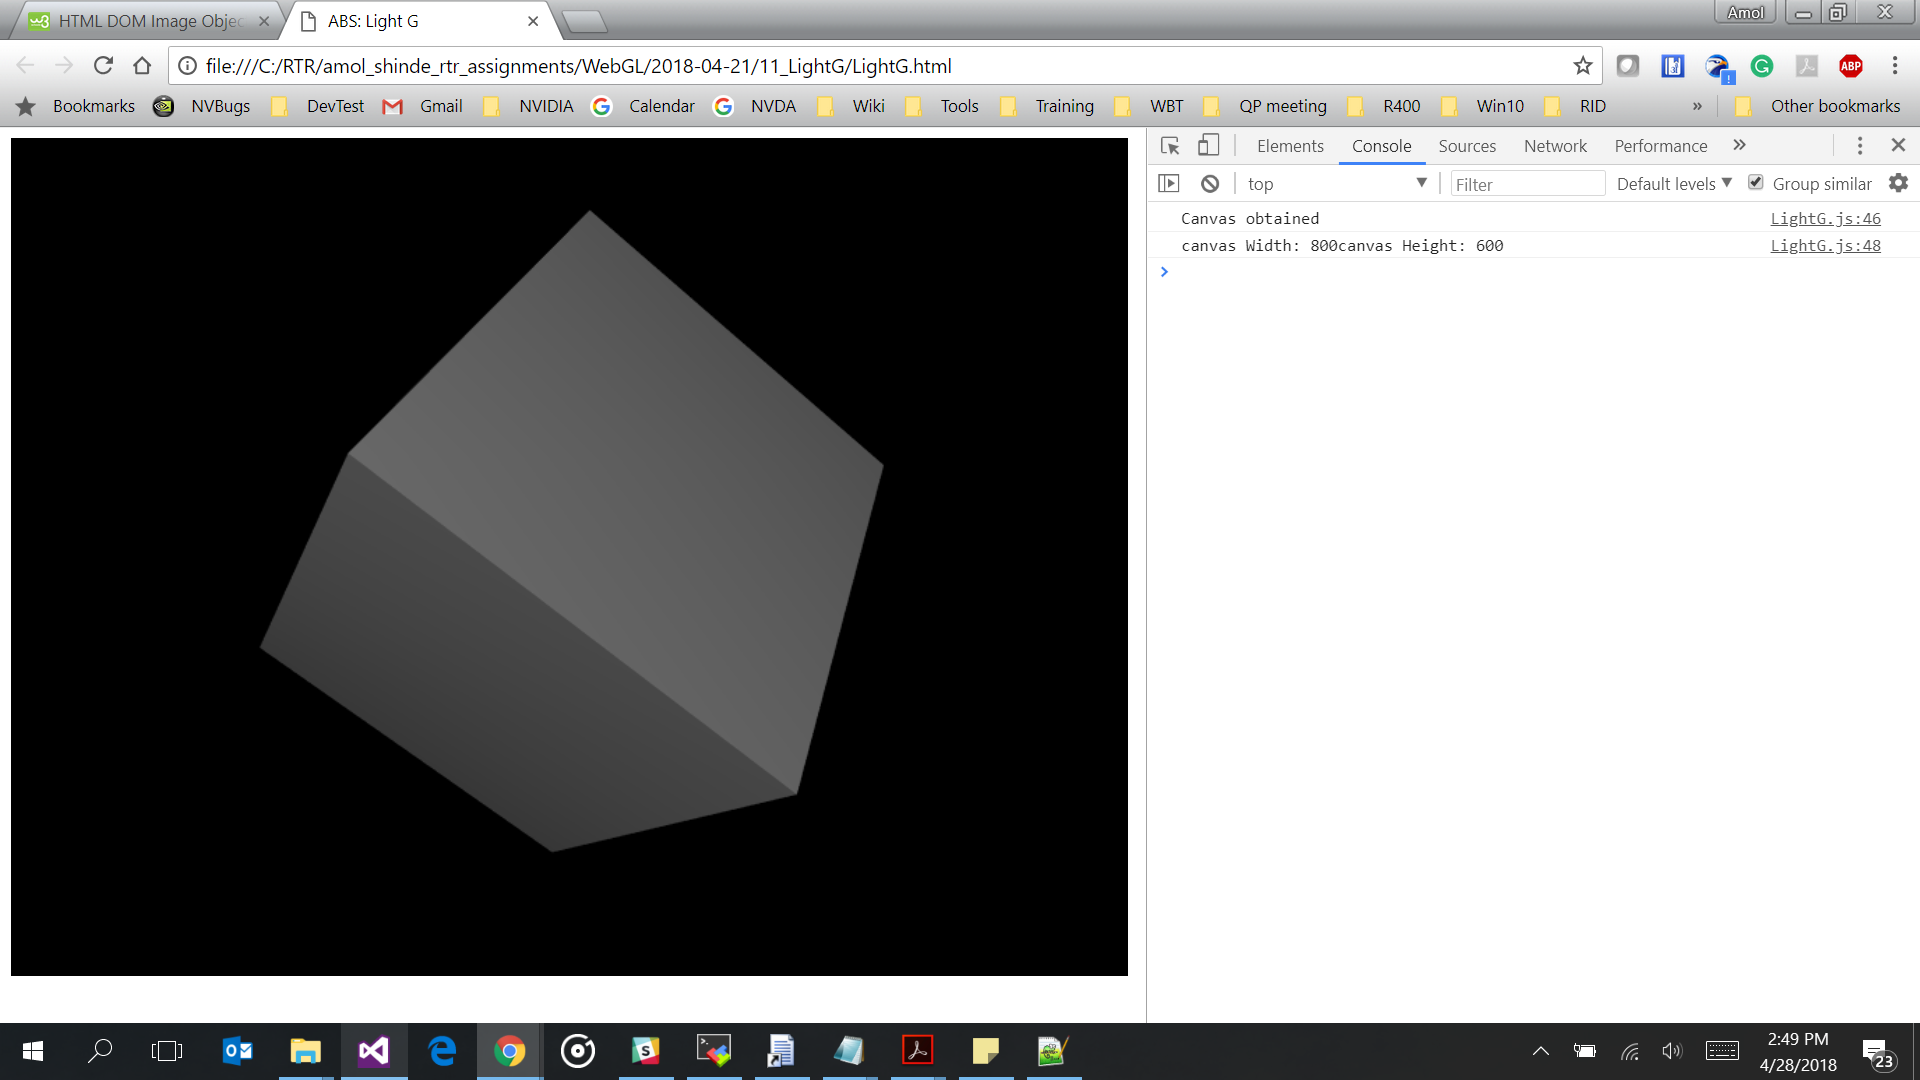 HTML DOM Image Objec
ABS: Light G
Amol
file:///C:/RTR/amol_shinde_rtr_assignments/WebGL/2018-04-21/11_LightG/LightG.html
ABP
Bookmarks NVBugs DevTest Gmail NVIDIA Calendar NVDA Wiki Tools Training WBT QP meeting R400 Win10 RID » Other bookmarks
Elements Console Sources Network Performance »
top Filter Default levels Group similar
Canvas obtained LightG.js:46
canvas Width: 800canvas Height: 600 LightG.js:48
2:49 PM
4/28/2018
23